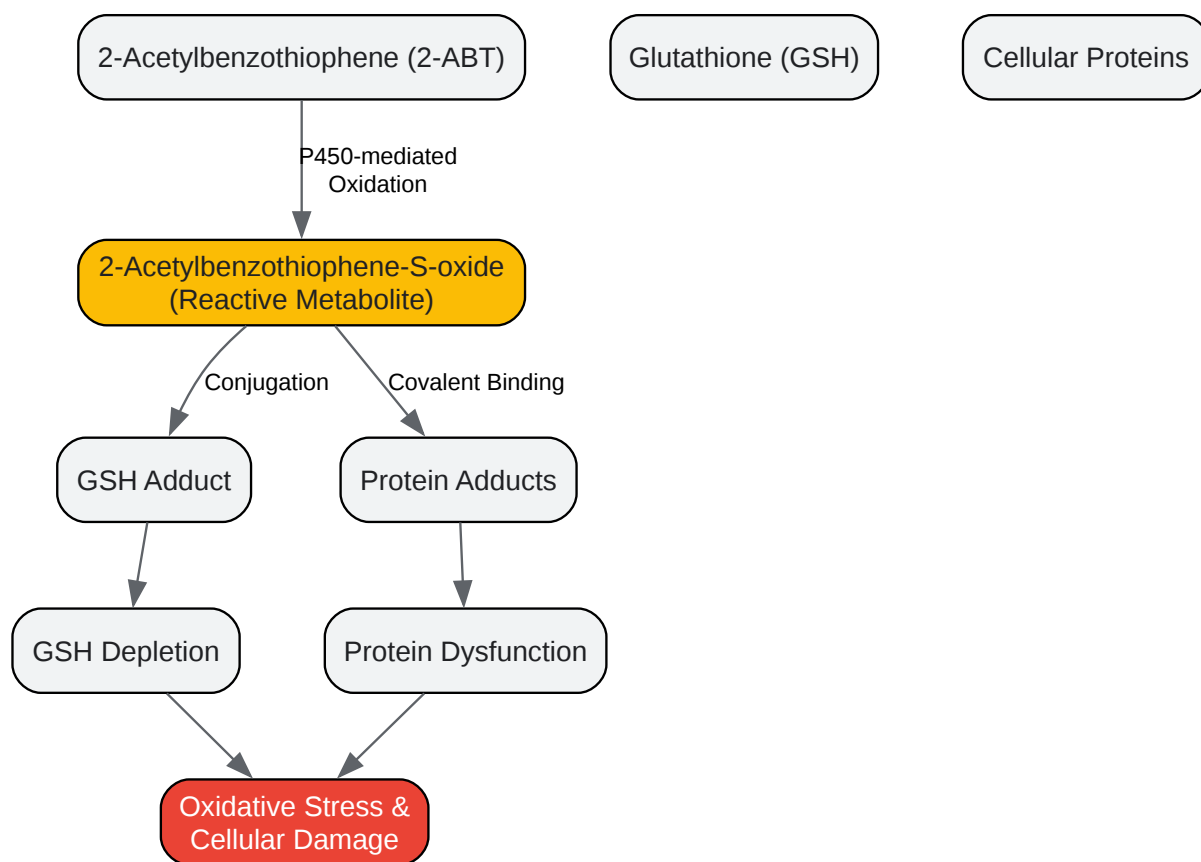 2-Acetylbenzothiophene (2-ABT)
Glutathione (GSH)
Cellular Proteins
P450-mediated
Oxidation
2-Acetylbenzothiophene-S-oxide
(Reactive Metabolite)
Conjugation
Covalent Binding
GSH Adduct
Protein Adducts
GSH Depletion
Protein Dysfunction
Oxidative Stress &
Cellular Damage